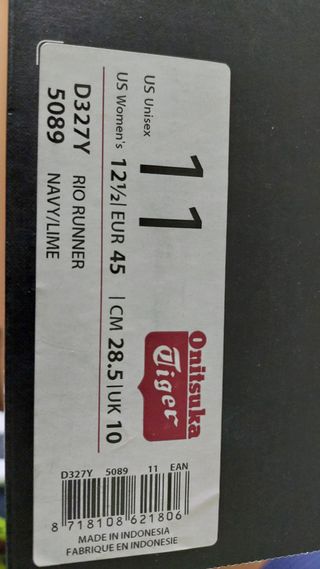 US Unisex 11
US Women's 12½ | EUR 45 | CM 28.5 | UK 10
D327Y RIO RUNNER
5089 NAVY/LIME
Onitsuka
Tiger
D327Y 5089 11 EAN
8 718108 621806
MADE IN INDONESIA
FABRIQUE EN INDONESIE